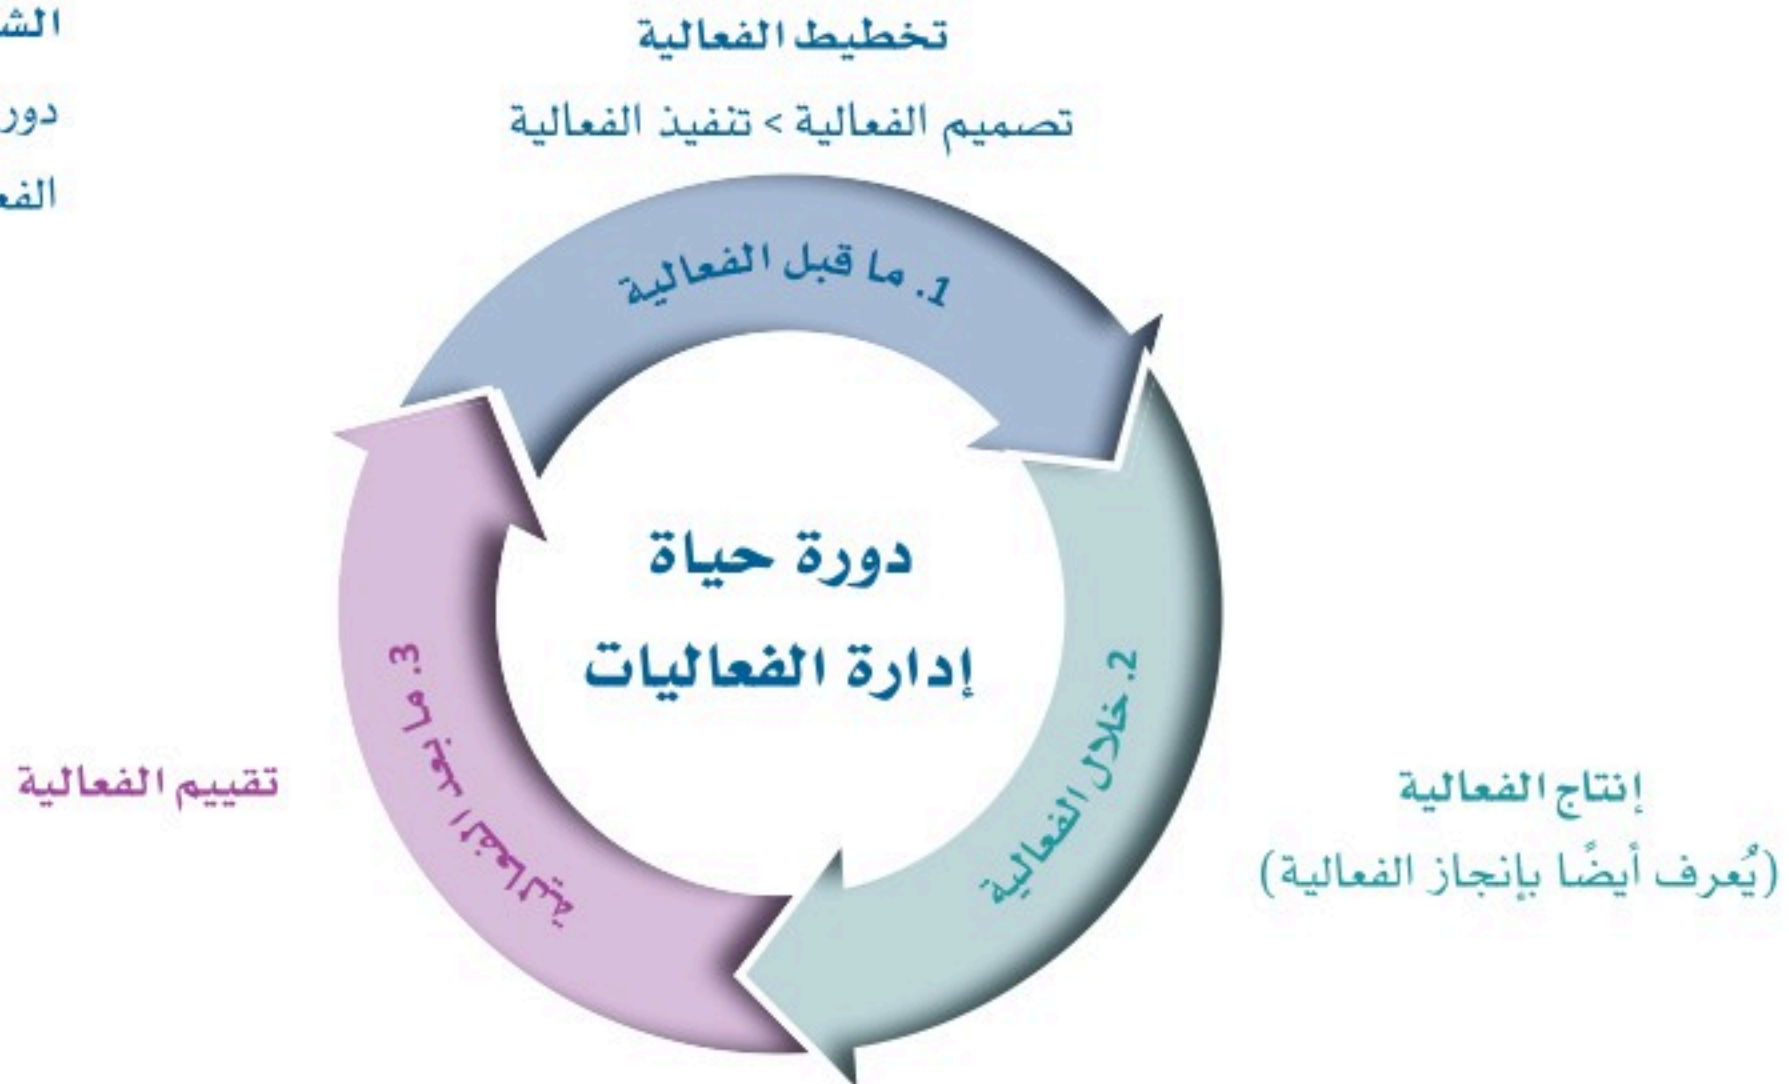 تخطيط الفعالية
تصميم الفعالية > تنفيذ الفعالية
1. ما قبل الفعالية
دورة حياة
إدارة الفعاليات
2. خلال الفعالية
إنتاج الفعالية
(يُعرف أيضًا بإنجاز الفعالية)
3. ما بعد الفعالية
تقييم الفعالية